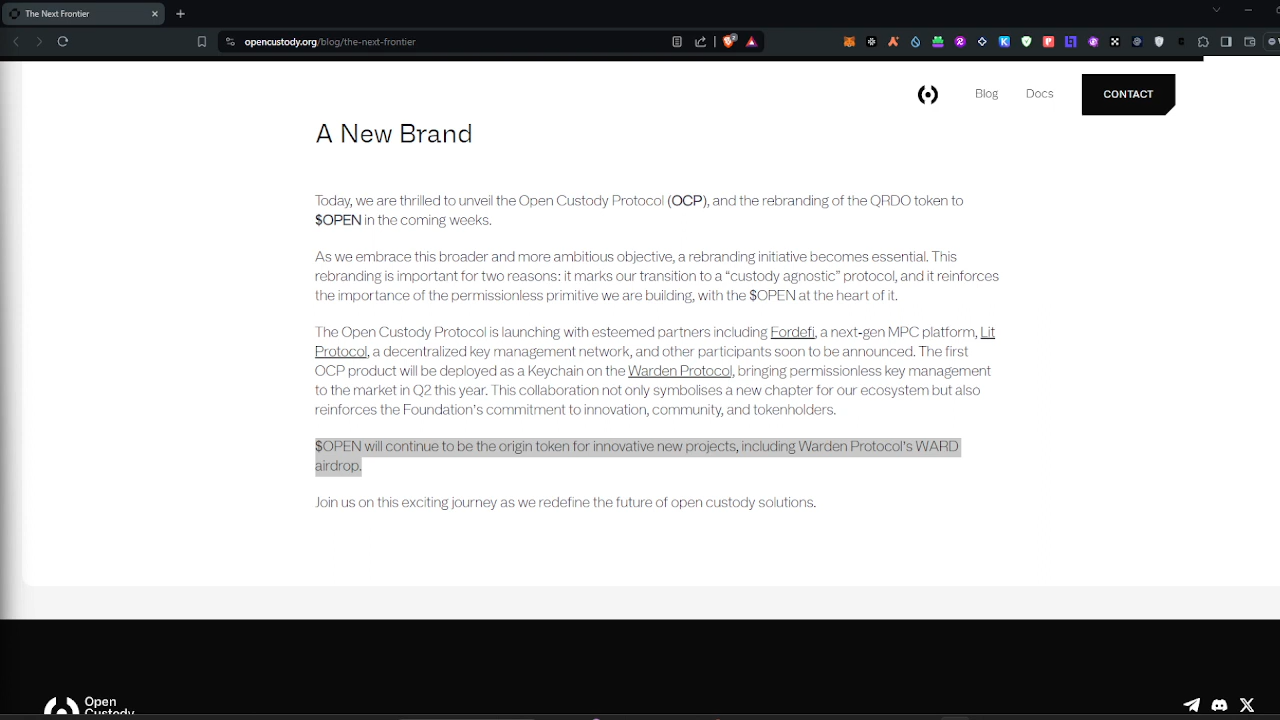 The Next Frontier
opencustody.org/blog/the-next-frontier
Blog
Docs
CONTACT
A New Brand
Today, we are thrilled to unveil the Open Custody Protocol (OCP), and the rebranding of the QRDO token to
$OPEN in the coming weeks.
As we embrace this broader and more ambitious objective, a rebranding initiative becomes essential. This
rebranding is important for two reasons: it marks our transition to a “custody agnostic” protocol, and it reinforces
the importance of the permissionless primitive we are building, with the $OPEN at the heart of it.
The Open Custody Protocol is launching with esteemed partners including Fordefi, a next-gen MPC platform, Lit
Protocol, a decentralized key management network, and other participants soon to be announced. The first
OCP product will be deployed as a Keychain on the Warden Protocol, bringing permissionless key management
to the market in Q2 this year. This collaboration not only symbolises a new chapter for our ecosystem but also
reinforces the Foundation’s commitment to innovation, community, and tokenholders.
$OPEN will continue to be the origin token for innovative new projects, including Warden Protocol’s WARD
airdrop.
Join us on this exciting journey as we redefine the future of open custody solutions.
Open
Custody